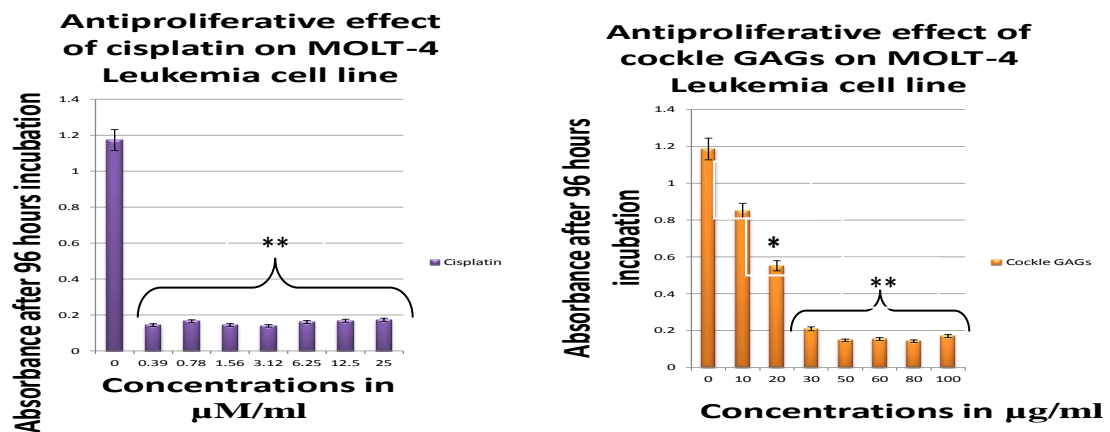 Antiproliferative effect
of cisplatin on MOLT-4
Leukemia cell line
Absorbance after 96 hours incubation
1.4
1.2
1
0.8
0.6
0.4
0.2
0
**
Cisplatin
0 0.39 0.78 1.56 3.12 6.25 12.5 25
Concentrations in
μM/ml
Antiproliferative effect of
cockle GAGs on MOLT-4
Leukemia cell line
Absorbance after 96 hours
incubation
1.4
1.2
1
0.8
0.6
0.4
0.2
0
*
**
Cockle GAGs
0 10 20 30 50 60 80 100
Concentrations in μg/ml